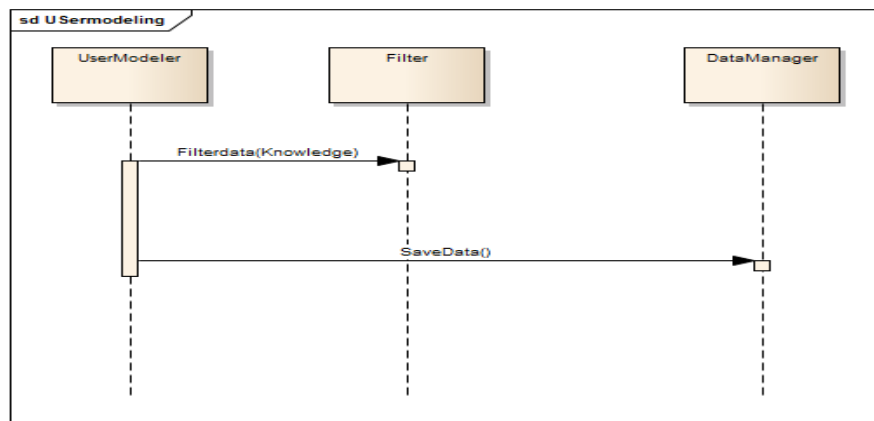 sd USermodeling
UserModeler
Filter
DataManager
Filterdata(Knowledge)
SaveData()